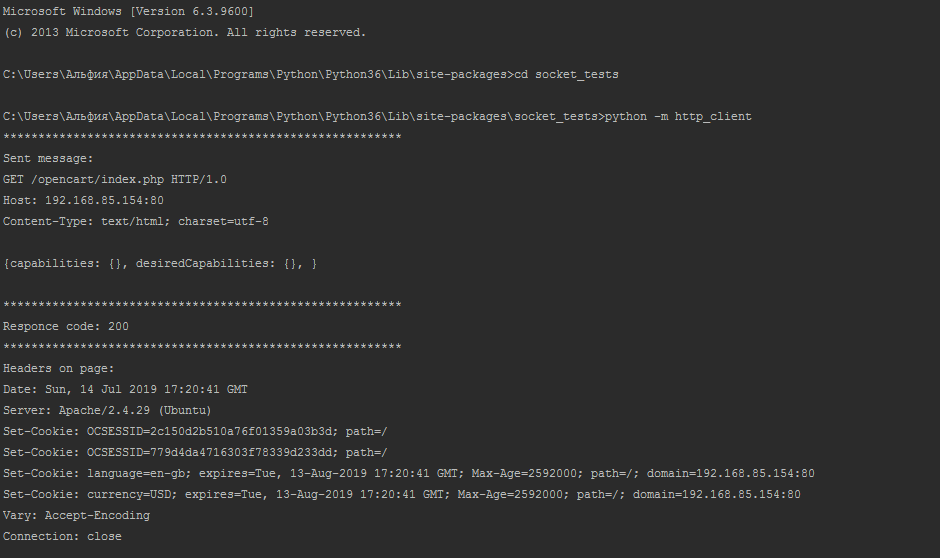 Microsoft Windows [Version 6.3.9600]
(c) 2013 Microsoft Corporation. All rights reserved.
C:\Users\Альфия\AppData\Local\Programs\Python\Python36\Lib\site-packages>cd socket_tests
C:\Users\Альфия\AppData\Local\Programs\Python\Python36\Lib\site-packages\socket_tests>python -m http_client
*********************************************************
Sent message:
GET /opencart/index.php HTTP/1.0
Host: 192.168.85.154:80
Content-Type: text/html; charset=utf-8
{capabilities: {}, desiredCapabilities: {}, }
*********************************************************
Responce code: 200
*********************************************************
Headers on page:
Date: Sun, 14 Jul 2019 17:20:41 GMT
Server: Apache/2.4.29 (Ubuntu)
Set-Cookie: OCSESSID=2c150d2b510a76f01359a03b3d; path=/
Set-Cookie: OCSESSID=779d4da4716303f78339d233dd; path=/
Set-Cookie: language=en-gb; expires=Tue, 13-Aug-2019 17:20:41 GMT; Max-Age=2592000; path=/; domain=192.168.85.154:80
Set-Cookie: currency=USD; expires=Tue, 13-Aug-2019 17:20:41 GMT; Max-Age=2592000; path=/; domain=192.168.85.154:80
Vary: Accept-Encoding
Connection: close